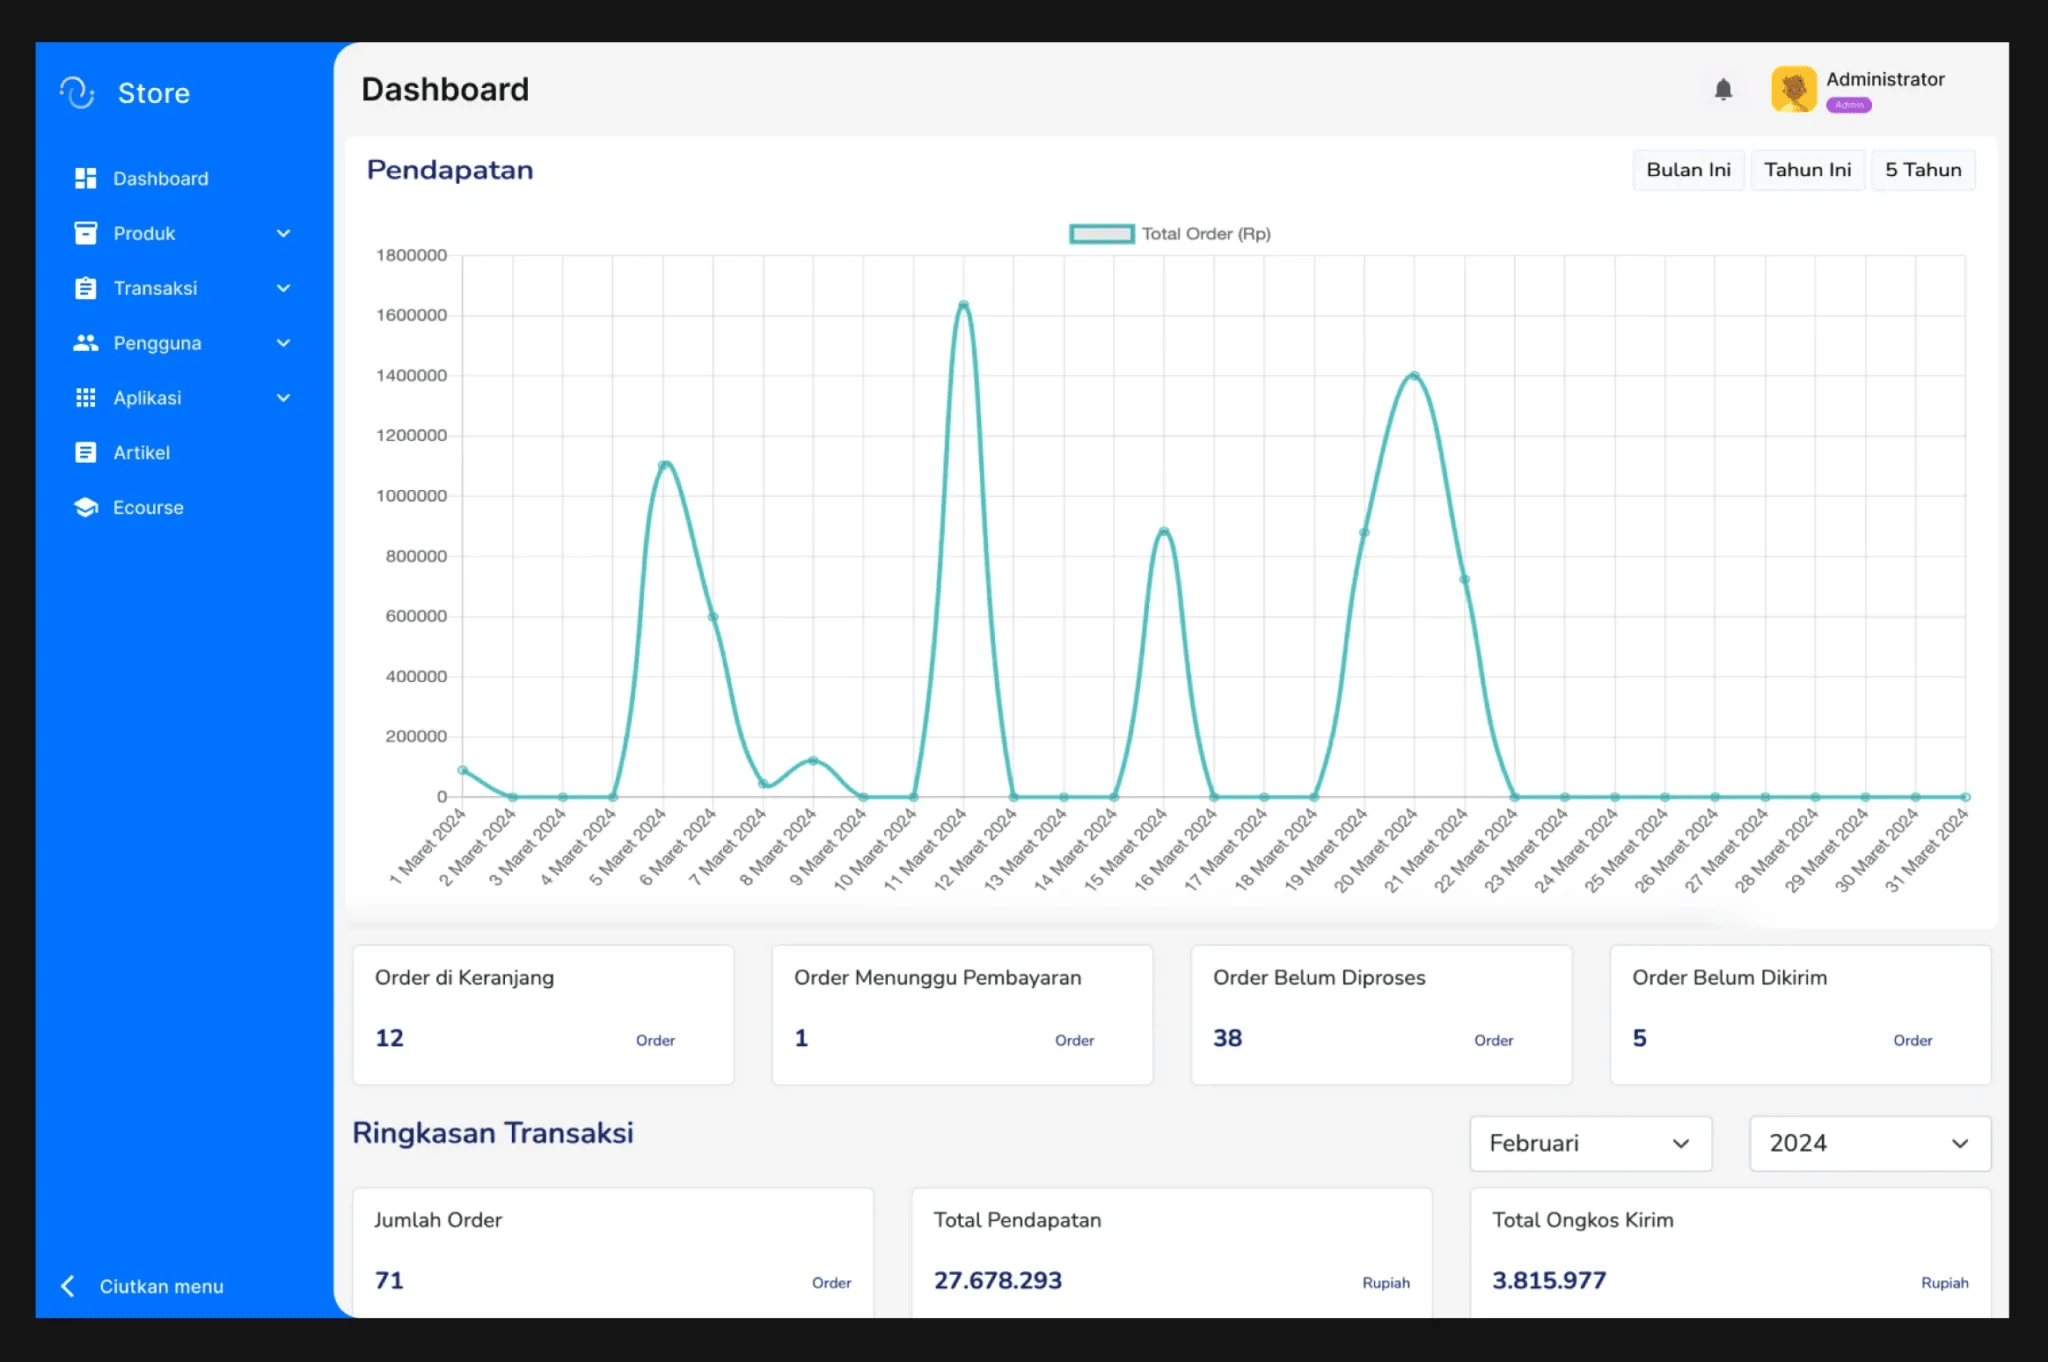 Store
Dashboard
Produk
Transaksi
Pengguna
Aplikasi
Artikel
Ecourse
Ciutkan menu
Dashboard
Administrator
Admin
Pendapatan
Bulan Ini
Tahun Ini
5 Tahun
Total Order (Rp)
1800000
1600000
1400000
1200000
1000000
800000
600000
400000
200000
0
1 Maret 2024
2 Maret 2024
3 Maret 2024
4 Maret 2024
5 Maret 2024
6 Maret 2024
7 Maret 2024
8 Maret 2024
9 Maret 2024
10 Maret 2024
11 Maret 2024
12 Maret 2024
13 Maret 2024
14 Maret 2024
15 Maret 2024
16 Maret 2024
17 Maret 2024
18 Maret 2024
19 Maret 2024
20 Maret 2024
21 Maret 2024
22 Maret 2024
23 Maret 2024
24 Maret 2024
25 Maret 2024
26 Maret 2024
27 Maret 2024
28 Maret 2024
29 Maret 2024
30 Maret 2024
31 Maret 2024
Order di Keranjang
12 Order
Order Menunggu Pembayaran
1 Order
Order Belum Diproses
38 Order
Order Belum Dikirim
5 Order
Ringkasan Transaksi
Februari
2024
Jumlah Order
71 Order
Total Pendapatan
27.678.293 Rupiah
Total Ongkos Kirim
3.815.977 Rupiah